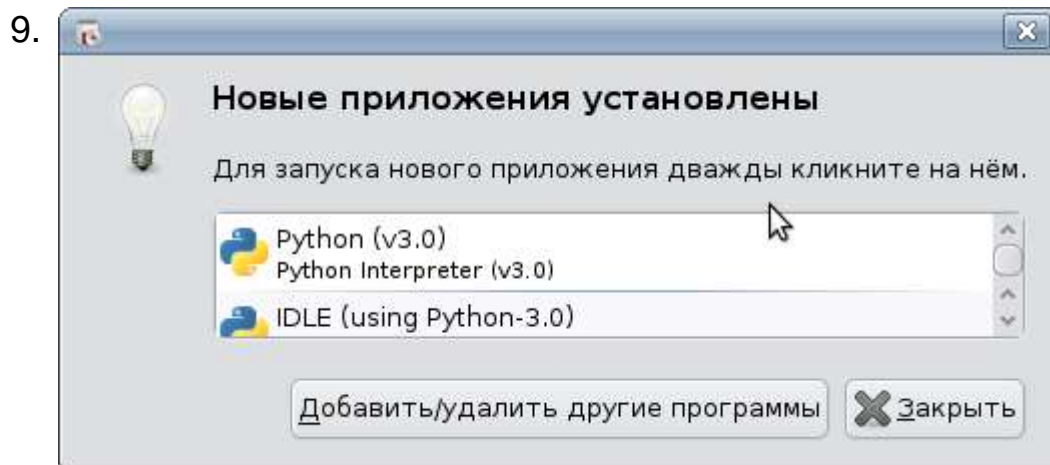 9.
Новые приложения установлены
Для запуска нового приложения дважды кликните на нём.
Python (v3.0)
Python Interpreter (v3.0)
IDLE (using Python-3.0)
Добавить/удалить другие программы
Закрыть